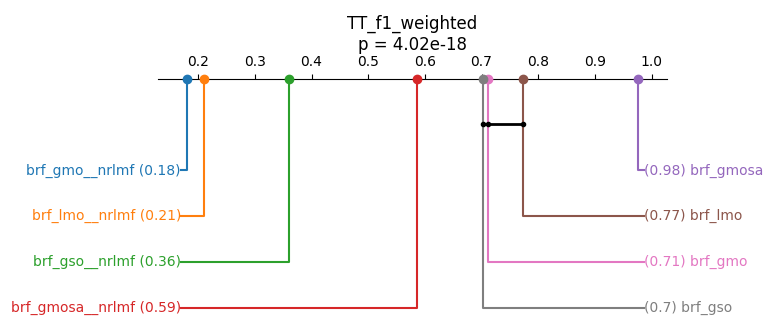 TT_f1_weighted
p = 4.02e-18
0.2 0.3 0.4 0.5 0.6 0.7 0.8 0.9 1.0
brf_gmo__nrlmf (0.18) (0.98) brf_gmosa
brf_lmo__nrlmf (0.21) (0.77) brf_lmo
brf_gso__nrlmf (0.36) (0.71) brf_gmo
brf_gmosa__nrlmf (0.59) (0.7) brf_gso